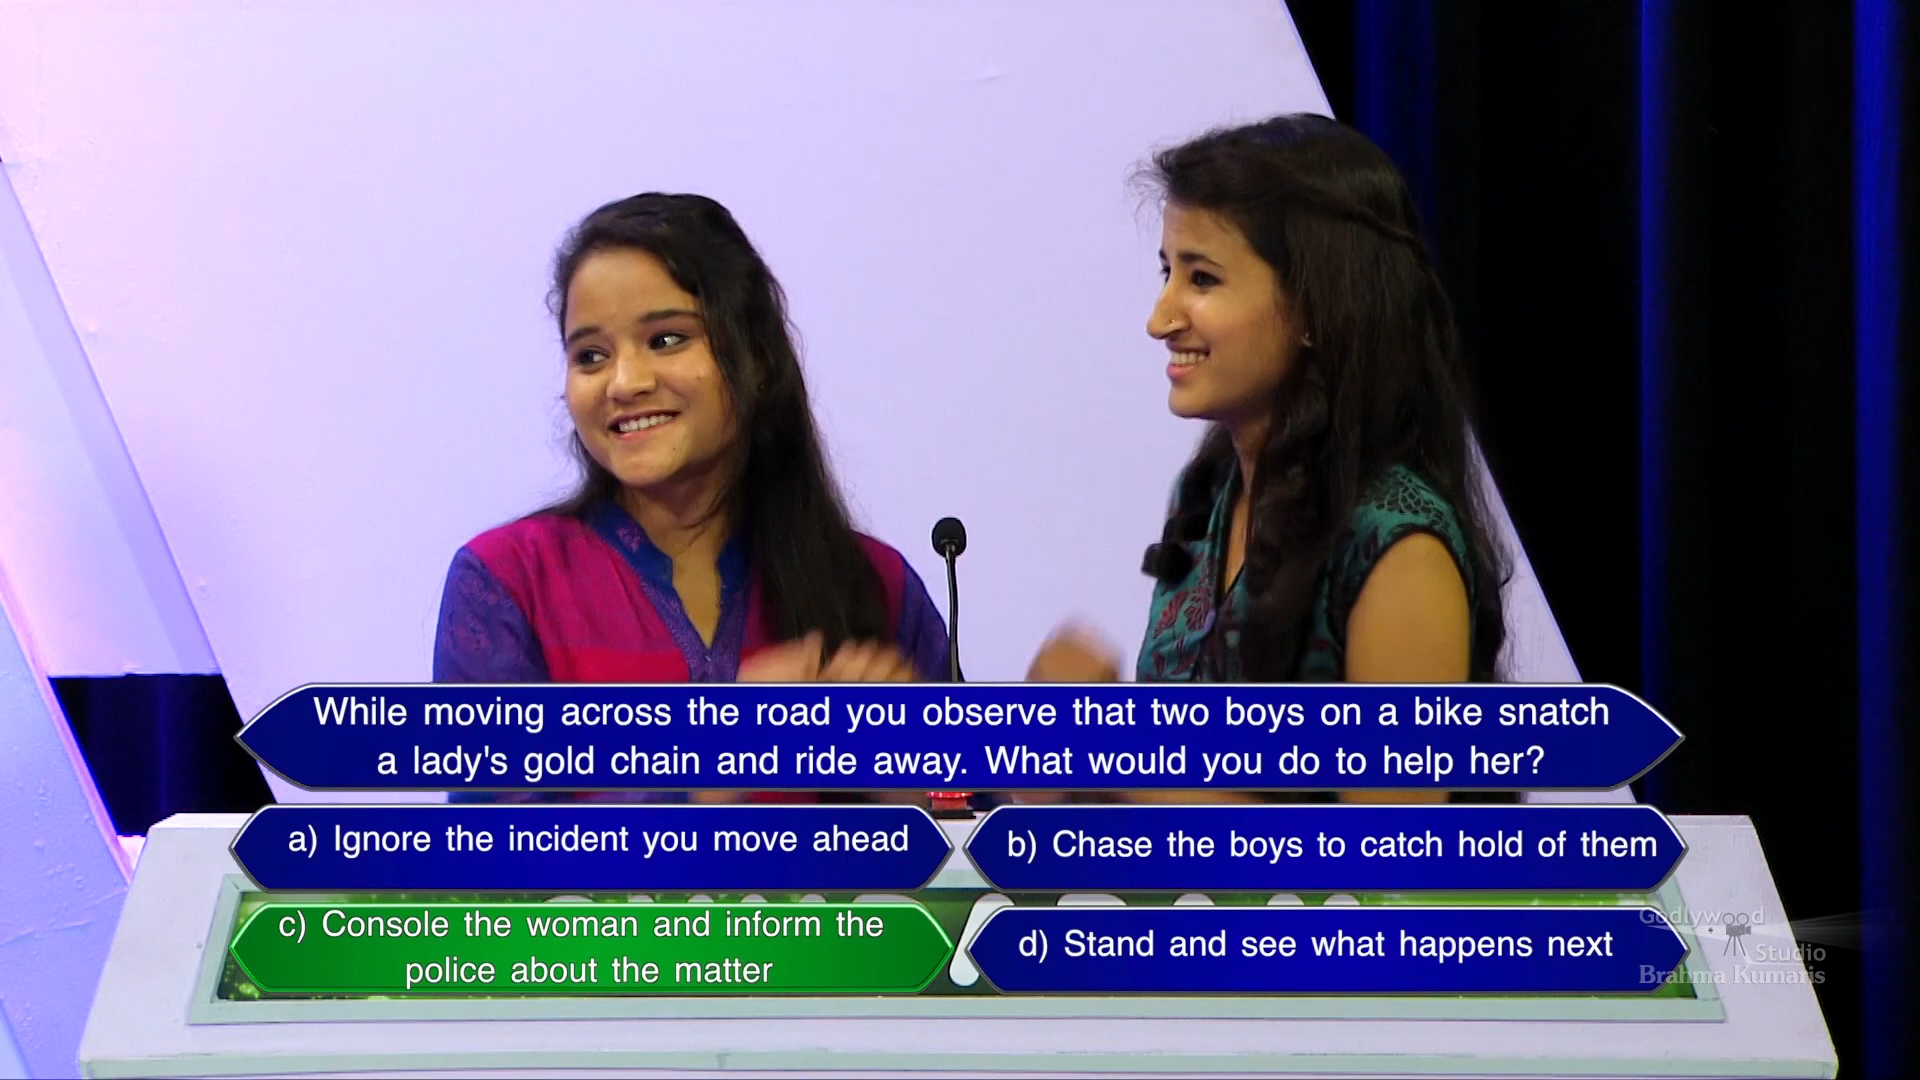 While moving across the road you observe that two boys on a bike snatch
a lady's gold chain and ride away. What would you do to help her?
a) Ignore the incident you move ahead
b) Chase the boys to catch hold of them
c) Console the woman and inform the
police about the matter
d) Stand and see what happens next
Godlywood
Studio
Brahma Kumaris